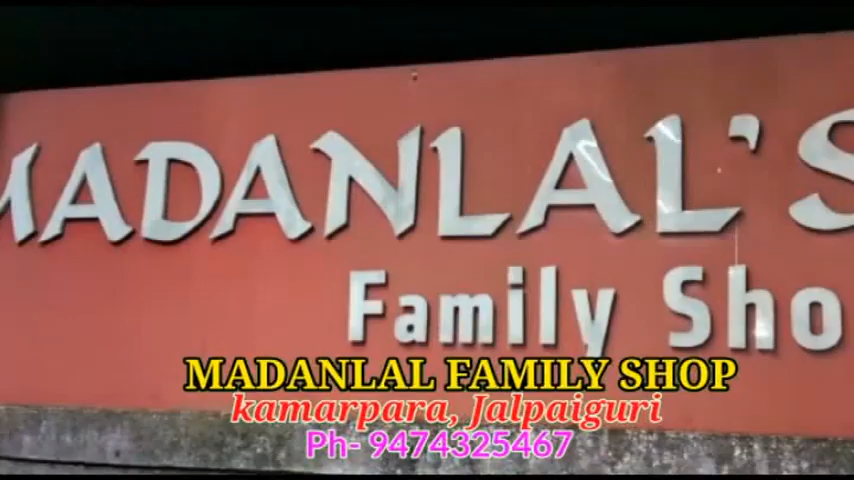 MADANLAL'S
Family Sho
MADANLAL FAMILY SHOP
kamarpara, Jalpaiguri
Ph- 9474325467